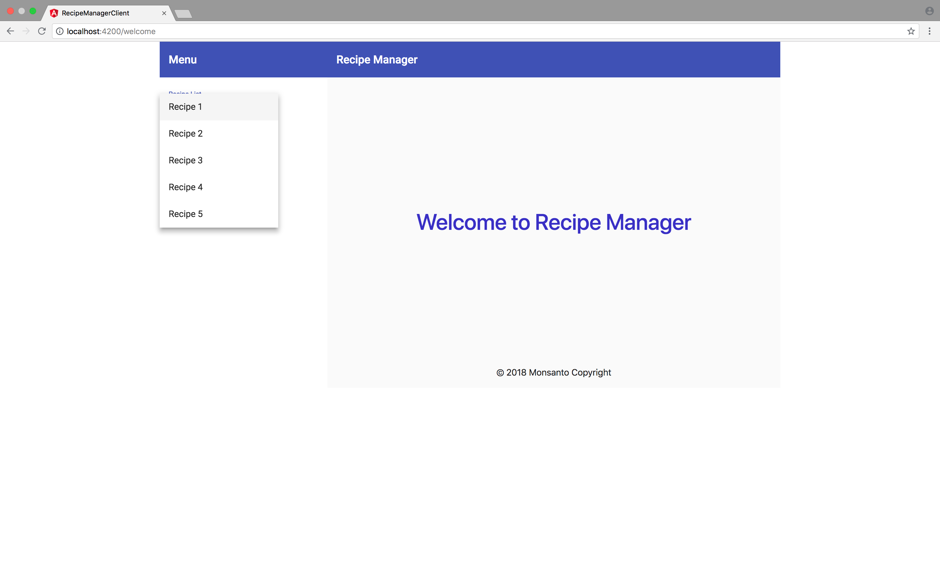 RecipeManagerClient
localhost:4200/welcome
Menu
Recipe Manager
Recipe List
Recipe 1
Recipe 2
Recipe 3
Recipe 4
Recipe 5
Welcome to Recipe Manager
© 2018 Monsanto Copyright